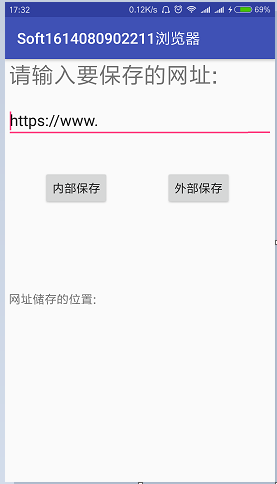 17:32 0.12K/s 69%
Soft1614080902211浏览器
请输入要保存的网址:
https://www.
内部保存 外部保存
网址储存的位置: